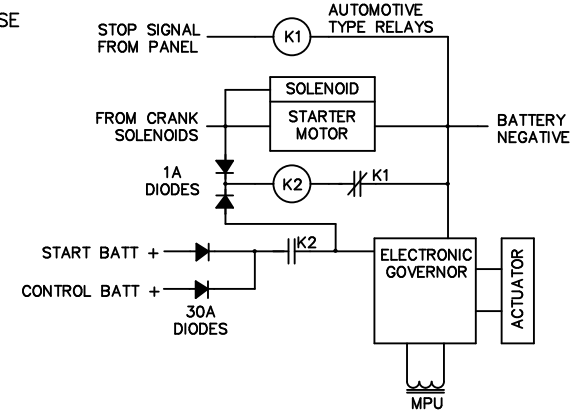 SE
AUTOMOTIVE
TYPE RELAYS
STOP SIGNAL
FROM PANEL
K1
SOLENOID
FROM CRANK
SOLENOIDS
STARTER
MOTOR
BATTERY
NEGATIVE
1A
DIODES
K2
K1
START BATT +
K2
ELECTRONIC
GOVERNOR
ACTUATOR
CONTROL BATT +
30A
DIODES
MPU